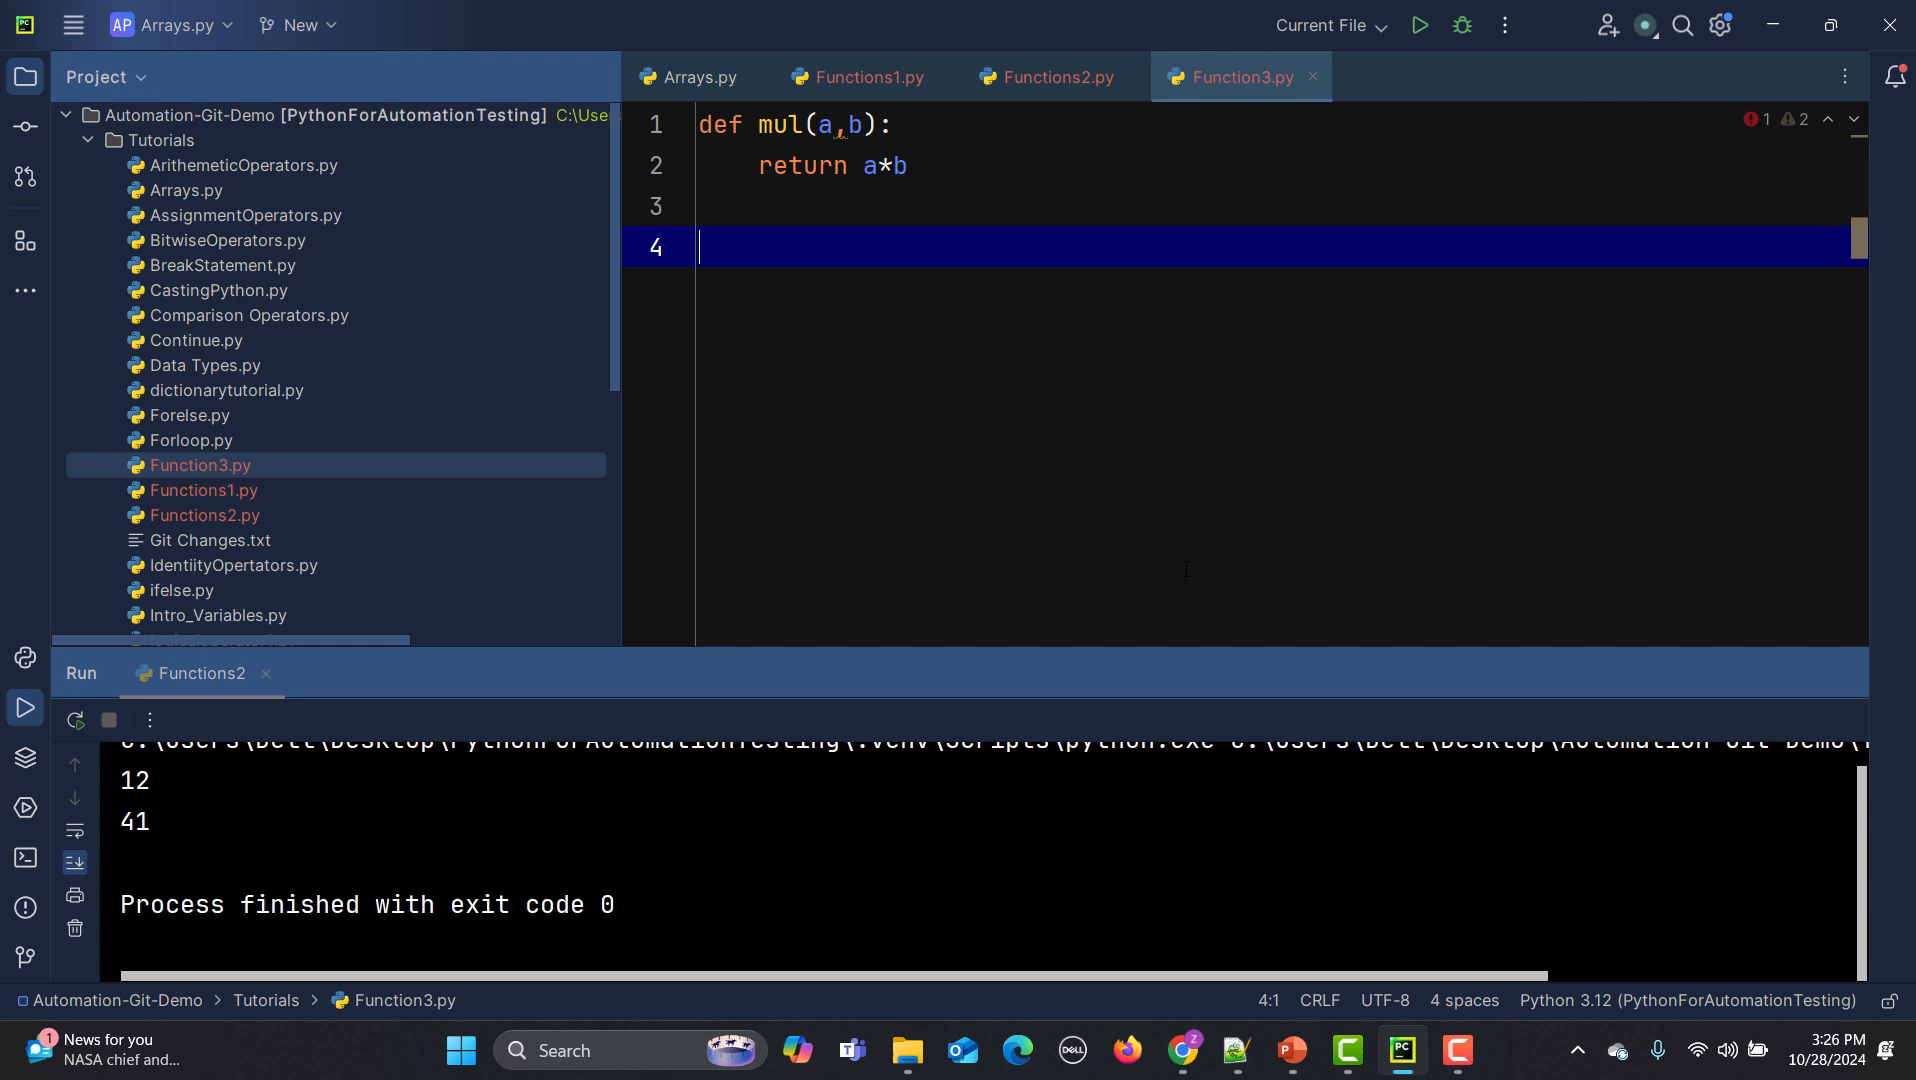 AP Arrays.py
New
Current File
Project
Arrays.py
Functions1.py
Functions2.py
Function3.py
Automation-Git-Demo [PythonForAutomationTesting] C:\Use
Tutorials
ArithemeticOperators.py
Arrays.py
AssignmentOperators.py
BitwiseOperators.py
BreakStatement.py
CastingPython.py
Comparison Operators.py
Continue.py
Data Types.py
dictionarytutorial.py
Forelse.py
Forloop.py
Function3.py
Functions1.py
Functions2.py
Git Changes.txt
IdentiityOpertators.py
ifelse.py
Intro_Variables.py
1 def mul(a,b):
2 return a*b
3
4
1 2
Run
Functions2
C:\Users\Dell\Desktop\PythonForAutomationTesting\.venv\Scripts\python.exe C:\Users\Dell\Desktop\Automation-Git-Demo\
12
41
Process finished with exit code 0
Automation-Git-Demo > Tutorials > Function3.py
4:1 CRLF UTF-8 4 spaces Python 3.12 (PythonForAutomationTesting)
1 News for you
NASA chief and...
Search
DELL
Z
PC
3:26 PM
10/28/2024